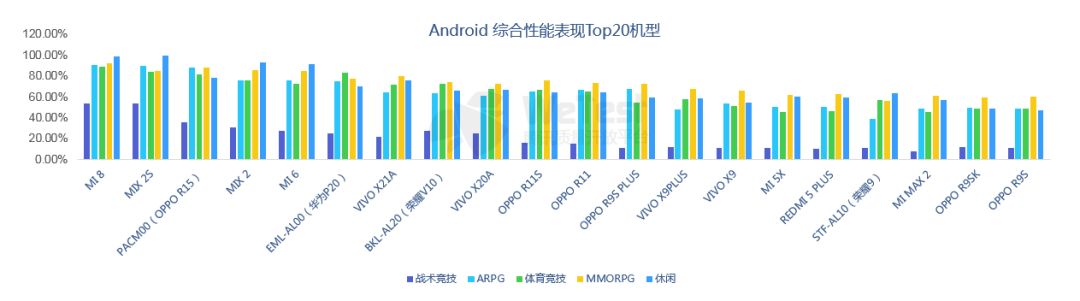 Android 综合性能表现Top20机型
120.00%
100.00%
80.00%
60.00%
40.00%
20.00%
0.00%
MI 8
MIX 2S
PACM00（OPPO R15）
MIX 2
MI 6
EML-AL00（华为P20）
VIVO X21A
BKL-AL20（荣耀V10）
VIVO X20A
OPPO R11S
OPPO R11
OPPO R9S PLUS
VIVO X9PLUS
VIVO X9
MI 5X
REDMI 5 PLUS
STF-AL10（荣耀9）
MI MAX 2
OPPO R9SK
OPPO R9S
战术竞技 ARPG 体育竞技 MMORPG 休闲
WeTest